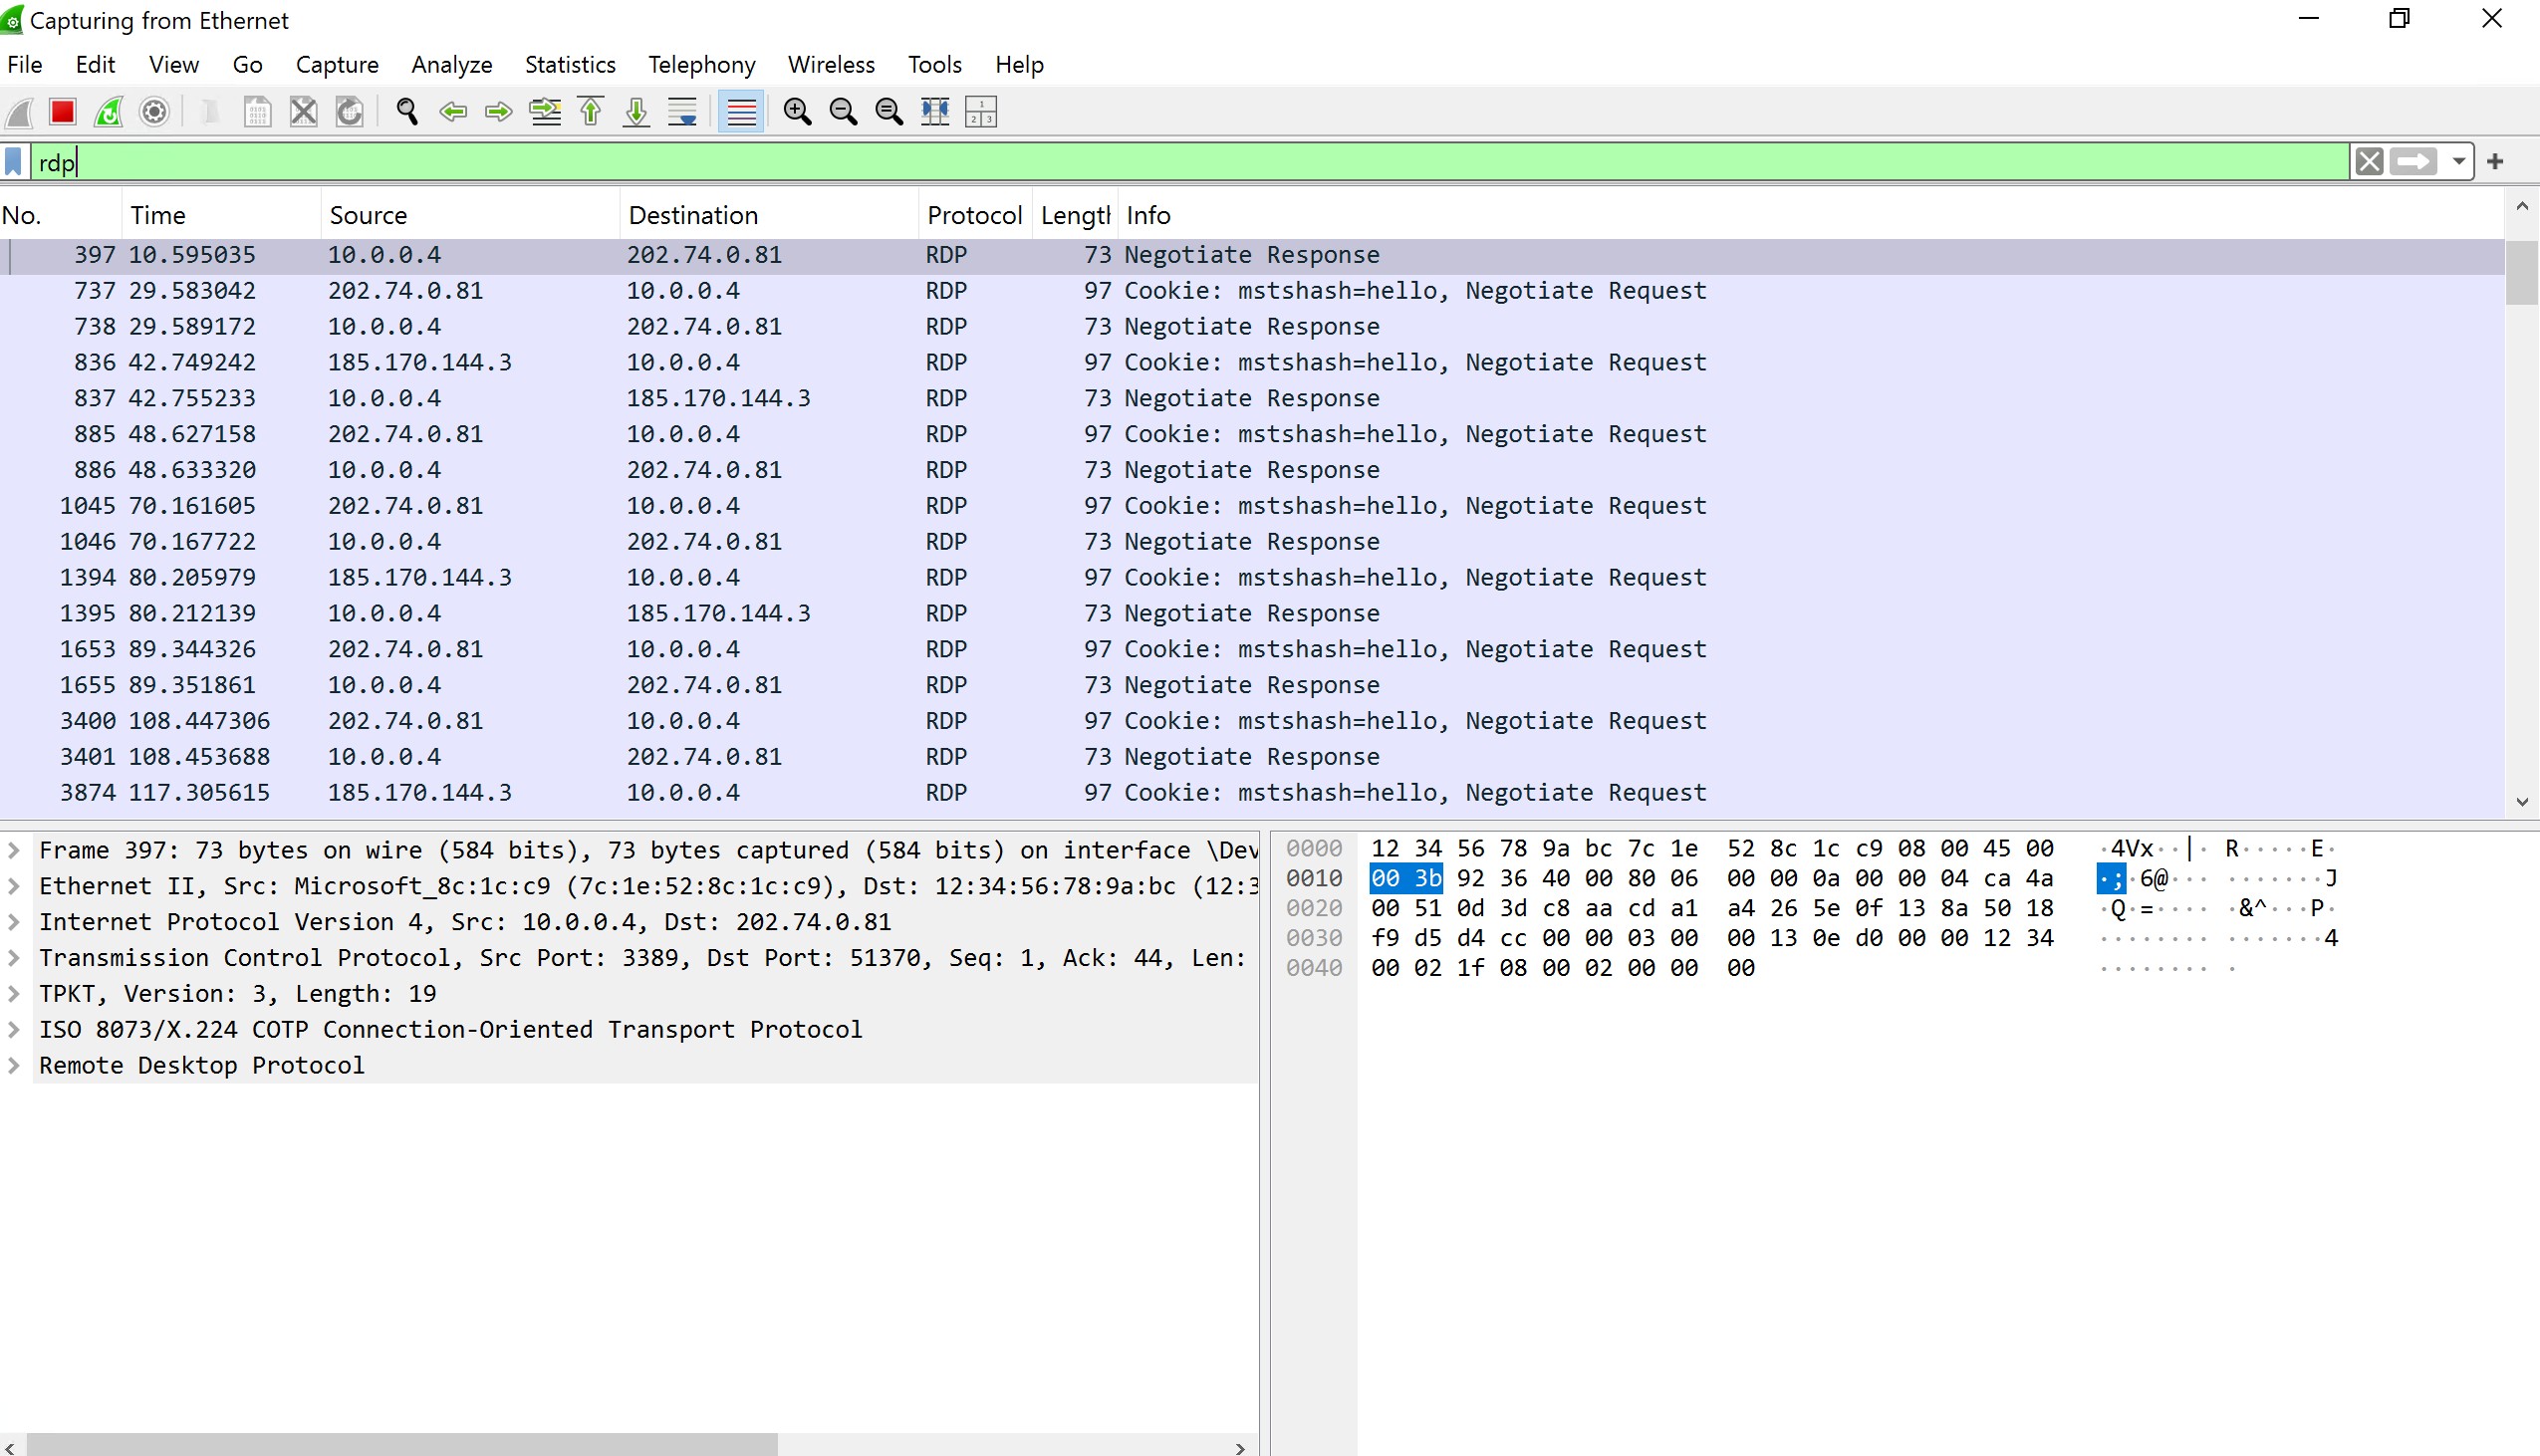 Capturing from Ethernet
File Edit View Go Capture Analyze Statistics Telephony Wireless Tools Help
rdp
No. Time Source Destination Protocol Lengtl Info
397 10.595035 10.0.0.4 202.74.0.81 RDP 73 Negotiate Response
737 29.583042 202.74.0.81 10.0.0.4 RDP 97 Cookie: mstshash=hello, Negotiate Request
738 29.589172 10.0.0.4 202.74.0.81 RDP 73 Negotiate Response
836 42.749242 185.170.144.3 10.0.0.4 RDP 97 Cookie: mstshash=hello, Negotiate Request
837 42.755233 10.0.0.4 185.170.144.3 RDP 73 Negotiate Response
885 48.627158 202.74.0.81 10.0.0.4 RDP 97 Cookie: mstshash=hello, Negotiate Request
886 48.633320 10.0.0.4 202.74.0.81 RDP 73 Negotiate Response
1045 70.161605 202.74.0.81 10.0.0.4 RDP 97 Cookie: mstshash=hello, Negotiate Request
1046 70.167722 10.0.0.4 202.74.0.81 RDP 73 Negotiate Response
1394 80.205979 185.170.144.3 10.0.0.4 RDP 97 Cookie: mstshash=hello, Negotiate Request
1395 80.212139 10.0.0.4 185.170.144.3 RDP 73 Negotiate Response
1653 89.344326 202.74.0.81 10.0.0.4 RDP 97 Cookie: mstshash=hello, Negotiate Request
1655 89.351861 10.0.0.4 202.74.0.81 RDP 73 Negotiate Response
3400 108.447306 202.74.0.81 10.0.0.4 RDP 97 Cookie: mstshash=hello, Negotiate Request
3401 108.453688 10.0.0.4 202.74.0.81 RDP 73 Negotiate Response
3874 117.305615 185.170.144.3 10.0.0.4 RDP 97 Cookie: mstshash=hello, Negotiate Request
Frame 397: 73 bytes on wire (584 bits), 73 bytes captured (584 bits) on interface \Dev
Ethernet II, Src: Microsoft_8c:1c:c9 (7c:1e:52:8c:1c:c9), Dst: 12:34:56:78:9a:bc (12:3
Internet Protocol Version 4, Src: 10.0.0.4, Dst: 202.74.0.81
Transmission Control Protocol, Src Port: 3389, Dst Port: 51370, Seq: 1, Ack: 44, Len:
TPKT, Version: 3, Length: 19
ISO 8073/X.224 COTP Connection-Oriented Transport Protocol
Remote Desktop Protocol
0000 12 34 56 78 9a bc 7c 1e 52 8c 1c c9 08 00 45 00 ·4Vx··|· R·····E·
0010 00 3b 92 36 40 00 80 06 00 00 0a 00 00 04 ca 4a ·;·6@··· ·······J
0020 00 51 0d 3d c8 aa cd a1 a4 26 5e 0f 13 8a 50 18 ·Q·=···· ·&^···P·
0030 f9 d5 d4 cc 00 00 03 00 00 13 0e d0 00 00 12 34 ········ ·······4
0040 00 02 1f 08 00 02 00 00 00 ········ ·